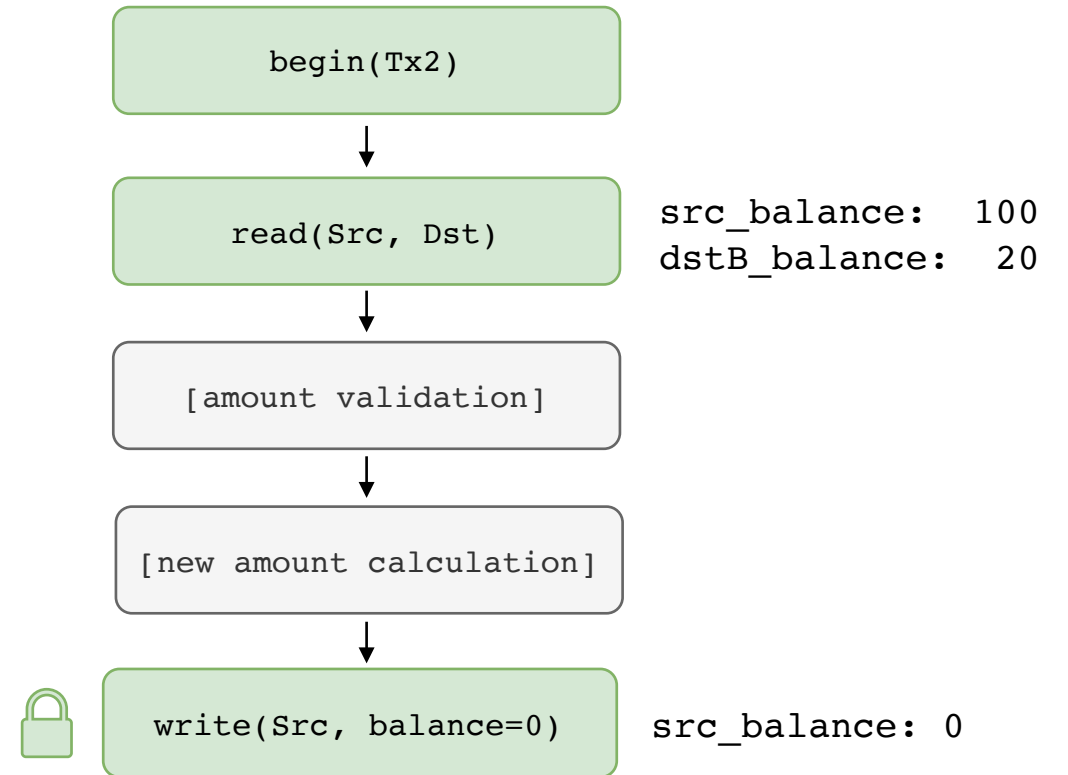 begin(Tx2)
read(Src, Dst)
src_balance: 100
dstB_balance: 20
[amount validation]
[new amount calculation]
write(Src, balance=0)
src_balance: 0